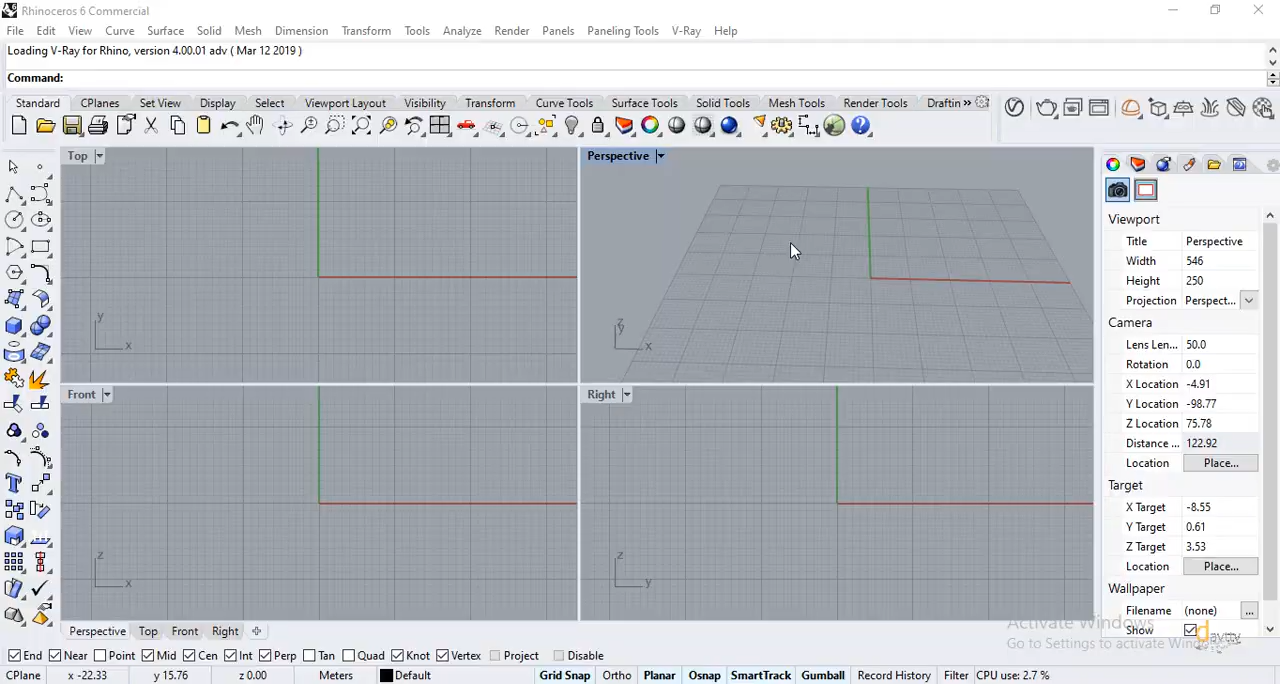 Rhinoceros 6 Commercial
File Edit View Curve Surface Solid Mesh Dimension Transform Tools Analyze Render Panels Paneling Tools V-Ray Help
Loading V-Ray for Rhino, version 4.00.01 adv ( Mar 12 2019 )
Command:
Standard CPlanes Set View Display Select Viewport Layout Visibility Transform Curve Tools Surface Tools Solid Tools Mesh Tools Render Tools Draftin »
Top
Perspective
y
x
z
y
x
Front
Right
z
x
z
y
Viewport
Title Perspective
Width 546
Height 250
Projection Perspect...
Camera
Lens Len... 50.0
Rotation 0.0
X Location -4.91
Y Location -98.77
Z Location 75.78
Distance ... 122.92
Location Place...
Target
X Target -8.55
Y Target 0.61
Z Target 3.53
Location Place...
Wallpaper
Filename (none) ...
Show
Activate Windows
Go to Settings to activate Windows.
Perspective Top Front Right
End Near Point Mid Cen Int Perp Tan Quad Knot Vertex Project Disable
CPlane x -22.33 y 15.76 z 0.00 Meters Default Grid Snap Ortho Planar Osnap SmartTrack Gumball Record History Filter CPU use: 2.7 %